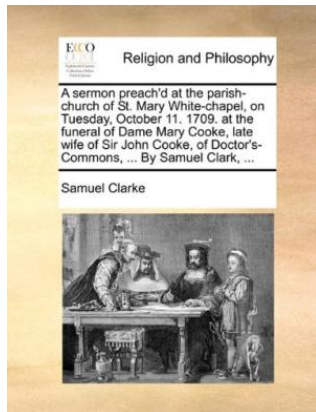 ECCO
Religion and Philosophy
A sermon preach'd at the parish-
church of St. Mary White-chapel, on
Tuesday, October 11. 1709. at the
funeral of Dame Mary Cooke, late
wife of Sir John Cooke, of Doctor's-
Commons, ... By Samuel Clark, ...
Samuel Clarke